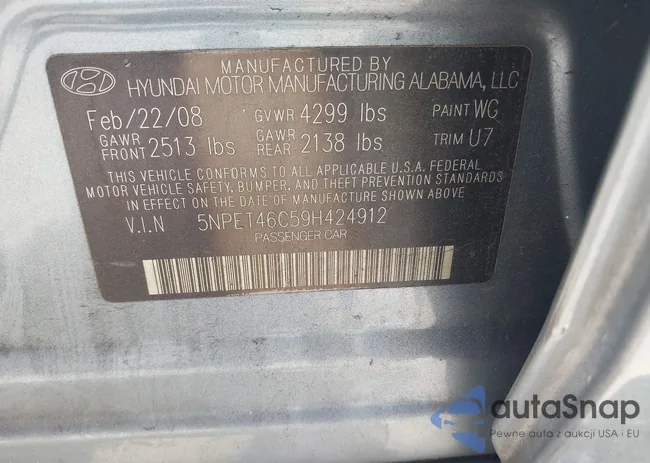 MANUFACTURED BY
HYUNDAI MOTOR MANUFACTURING ALABAMA, LLC
Feb/22/08 GVWR 4299 lbs PAINT WC
GAWR FRONT 2513 lbs GAWR REAR 2138 lbs TRIM U7
THIS VEHICLE CONFORMS TO ALL APPLICABLE U.S.A. FEDERAL
MOTOR VEHICLE SAFETY, BUMPER, AND THEFT PREVENTION STANDARDS
IN EFFECT ON THE DATE OF MANUFACTURE SHOWN ABOVE
V.I.N 5NPET46C59H424912
PASSENGER CAR
autaSnap
Pewne auta z aukcji USA i EU